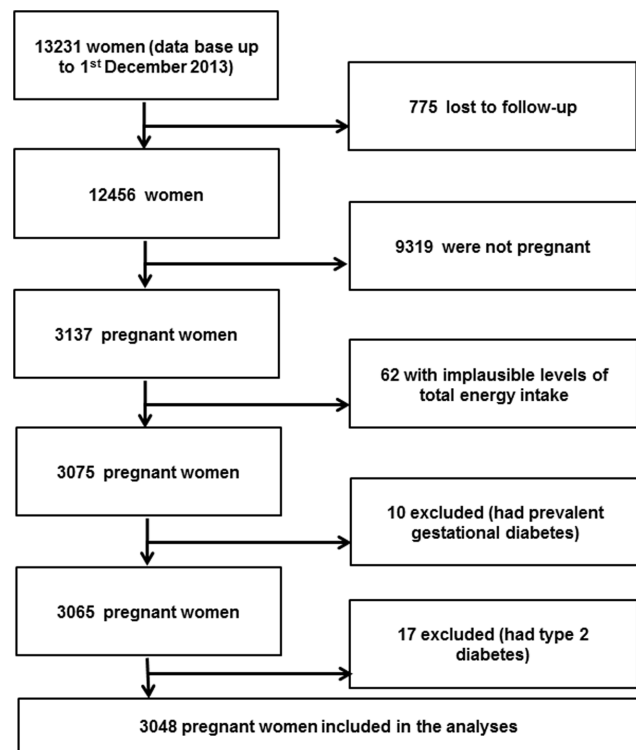 13231 women (data base up
to 1st December 2013)
775 lost to follow-up
12456 women
9319 were not pregnant
3137 pregnant women
62 with implausible levels of
total energy intake
3075 pregnant women
10 excluded (had prevalent
gestational diabetes)
3065 pregnant women
17 excluded (had type 2
diabetes)
3048 pregnant women included in the analyses